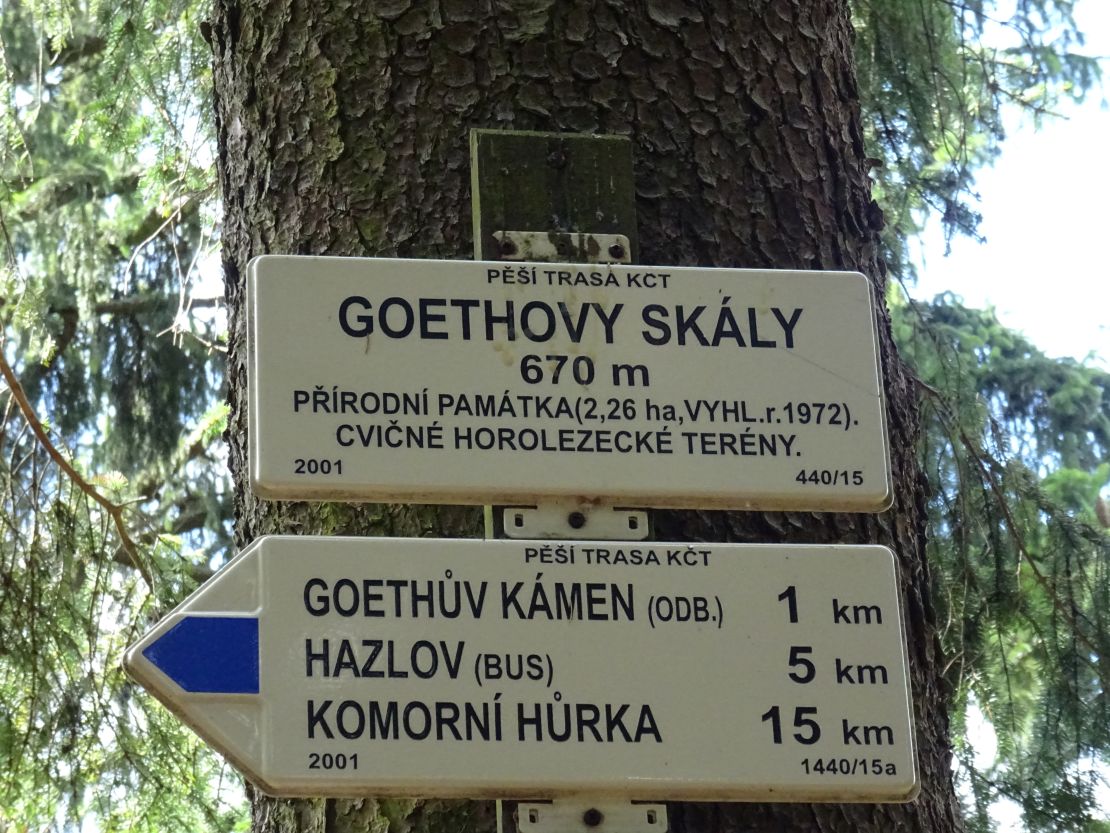 PĚŠÍ TRASA KČT
GOETHOVY SKÁLY
670 m
PŘÍRODNÍ PAMÁTKA(2,26 ha,VYHL.r.1972).
CVIČNÉ HOROLEZECKÉ TERÉNY.
2001 440/15
PĚŠÍ TRASA KČT
GOETHŮV KÁMEN (ODB.) 1 km
HAZLOV (BUS) 5 km
KOMORNÍ HŮRKA 15 km
2001 1440/15a